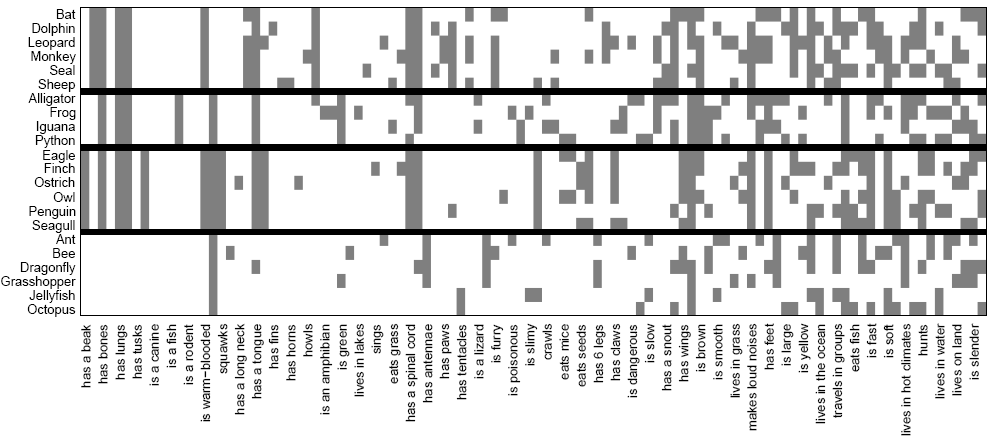 Bat
Dolphin
Leopard
Monkey
Seal
Sheep
Alligator
Frog
Iguana
Python
Eagle
Finch
Ostrich
Owl
Penguin
Seagull
Ant
Bee
Dragonfly
Grasshopper
Jellyfish
Octopus
has a beak
has bones
has lungs
has tusks
is a canine
is a fish
is a rodent
is warm−blooded
squawks
has a long neck
has a tongue
has fins
has horns
howls
is an amphibian
is green
lives in lakes
sings
eats grass
has a spinal cord
has antennae
has paws
has tentacles
is a lizard
is furry
is poisonous
is slimy
crawls
eats mice
eats seeds
has 6 legs
has claws
is dangerous
is slow
has a snout
has wings
is brown
is smooth
lives in grass
makes loud noises
has feet
is large
is yellow
lives in the ocean
travels in groups
eats fish
is fast
is soft
lives in hot climates
hunts
lives in water
lives on land
is slender